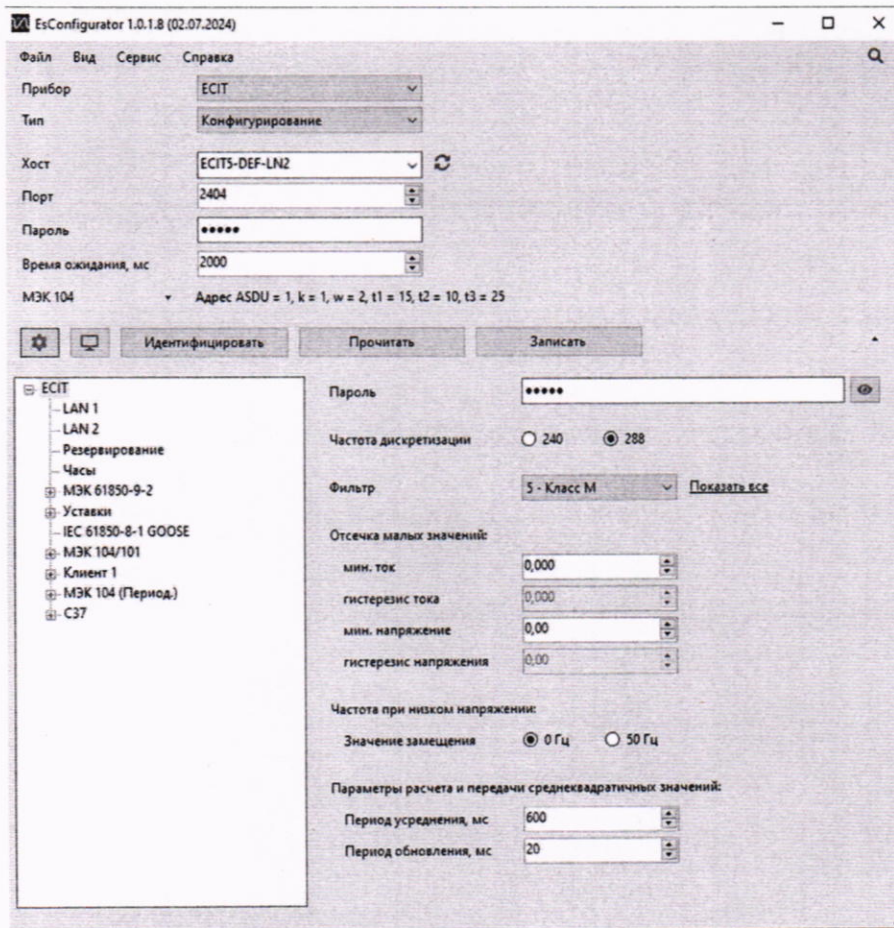 EsConfigurator 1.0.1.8 (02.07.2024)
Файл Вид Сервис Справка
Прибор ECIT
Тип Конфигурирование
Хост ECIT5-DEF-LN2
Порт 2404
Пароль •••••
Время ожидания, мс 2000
МЭК 104 Адрес ASDU = 1, k = 1, w = 2, t1 = 15, t2 = 10, t3 = 25
Идентифицировать Прочитать Записать
ECIT
LAN 1
LAN 2
Резервирование
Часы
МЭК 61850-9-2
Уставки
IEC 61850-8-1 GOOSE
МЭК 104/101
Клиент 1
МЭК 104 (Период.)
C37
Пароль •••••
Частота дискретизации 240 288
Фильтр 5 - Класс M Показать все
Отсечка малых значений:
мин. ток 0,000
гистерезис тока 0,000
мин. напряжение 0,00
гистерезис напряжения 0,00
Частота при низком напряжении:
Значение замещения 0 Гц 50 Гц
Параметры расчета и передачи среднеквадратичных значений:
Период усреднения, мс 600
Период обновления, мс 20